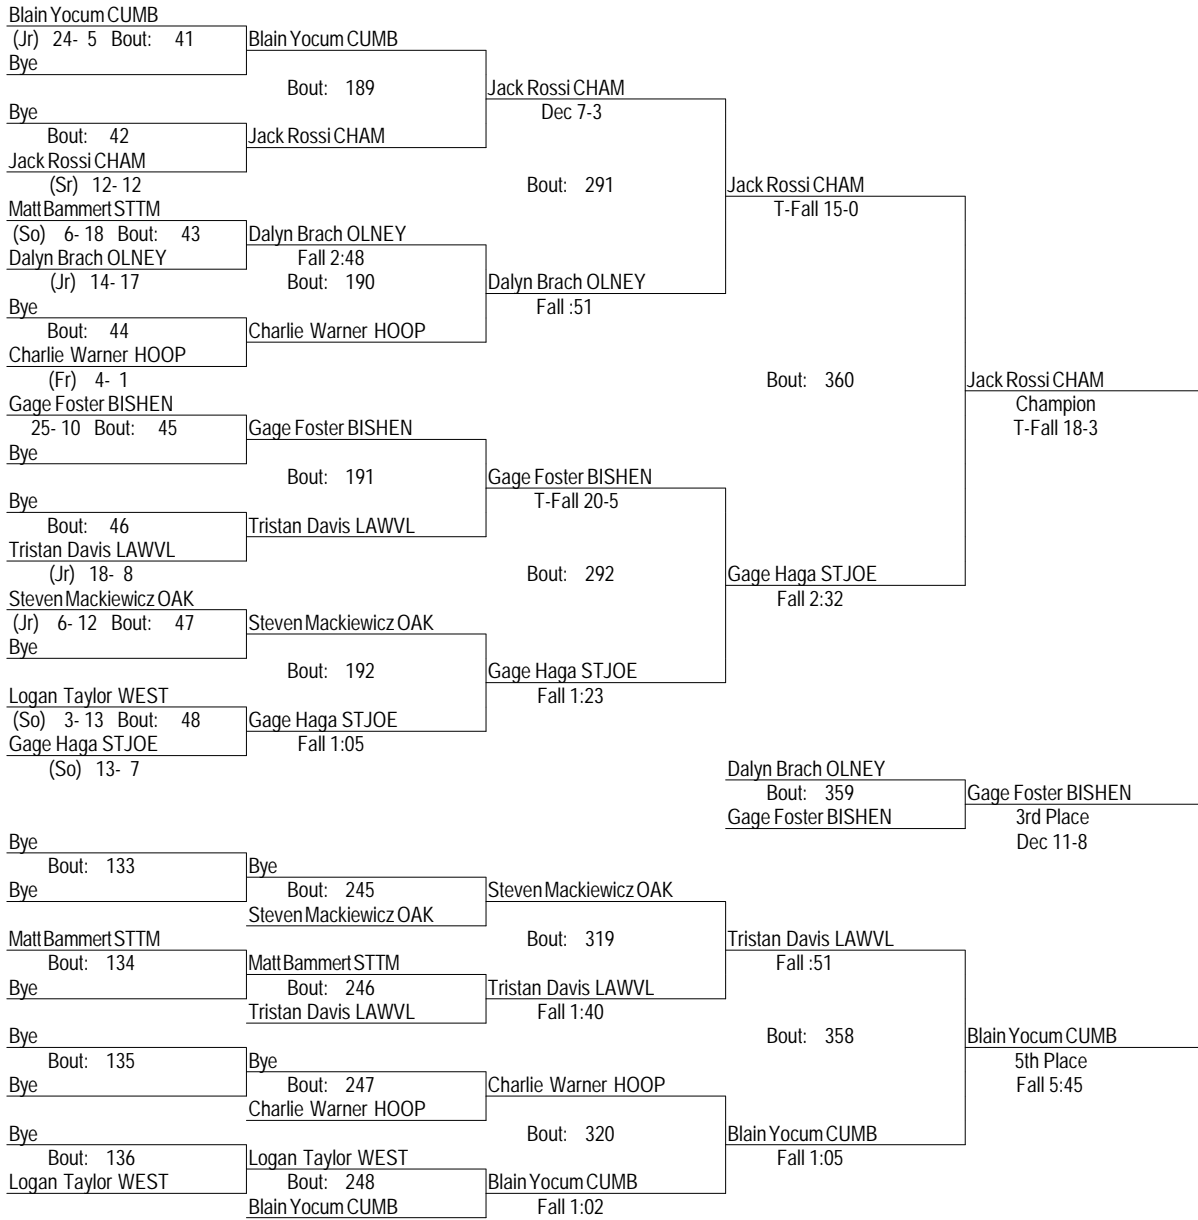 Blain Yocum CUMB
(Jr) 24- 5 Bout: 41
Blain Yocum CUMB
Bye
Bout: 189
Jack Rossi CHAM
Bye
Dec 7-3
Bout: 42
Jack Rossi CHAM
Jack Rossi CHAM
(Sr) 12- 12
Bout: 291
Jack Rossi CHAM
Matt Bammert STTM
T-Fall 15-0
(So) 6- 18 Bout: 43
Dalyn Brach OLNEY
Dalyn Brach OLNEY
Fall 2:48
(Jr) 14- 17
Bout: 190
Dalyn Brach OLNEY
Bye
Fall :51
Bout: 44
Charlie Warner HOOP
Charlie Warner HOOP
(Fr) 4- 1
Bout: 360
Jack Rossi CHAM
Gage Foster BISHEN
Champion
25- 10 Bout: 45
Gage Foster BISHEN
T-Fall 18-3
Bye
Bout: 191
Gage Foster BISHEN
Bye
T-Fall 20-5
Bout: 46
Tristan Davis LAWVL
Tristan Davis LAWVL
(Jr) 18- 8
Bout: 292
Gage Haga STJOE
Steven Mackiewicz OAK
Fall 2:32
(Jr) 6- 12 Bout: 47
Steven Mackiewicz OAK
Bye
Bout: 192
Gage Haga STJOE
Logan Taylor WEST
Fall 1:23
(So) 3- 13 Bout: 48
Gage Haga STJOE
Gage Haga STJOE
Fall 1:05
(So) 13- 7
Dalyn Brach OLNEY
Bout: 359
Gage Foster BISHEN
Gage Foster BISHEN
3rd Place
Dec 11-8
Bye
Bout: 133
Bye
Bye
Bout: 245
Steven Mackiewicz OAK
Steven Mackiewicz OAK
Matt Bammert STTM
Bout: 319
Tristan Davis LAWVL
Bout: 134
Matt Bammert STTM
Fall :51
Bye
Bout: 246
Tristan Davis LAWVL
Tristan Davis LAWVL
Fall 1:40
Bye
Bout: 358
Blain Yocum CUMB
Bout: 135
Bye
5th Place
Bye
Bout: 247
Charlie Warner HOOP
Fall 5:45
Charlie Warner HOOP
Bye
Bout: 320
Blain Yocum CUMB
Bout: 136
Logan Taylor WEST
Fall 1:05
Logan Taylor WEST
Bout: 248
Blain Yocum CUMB
Blain Yocum CUMB
Fall 1:02